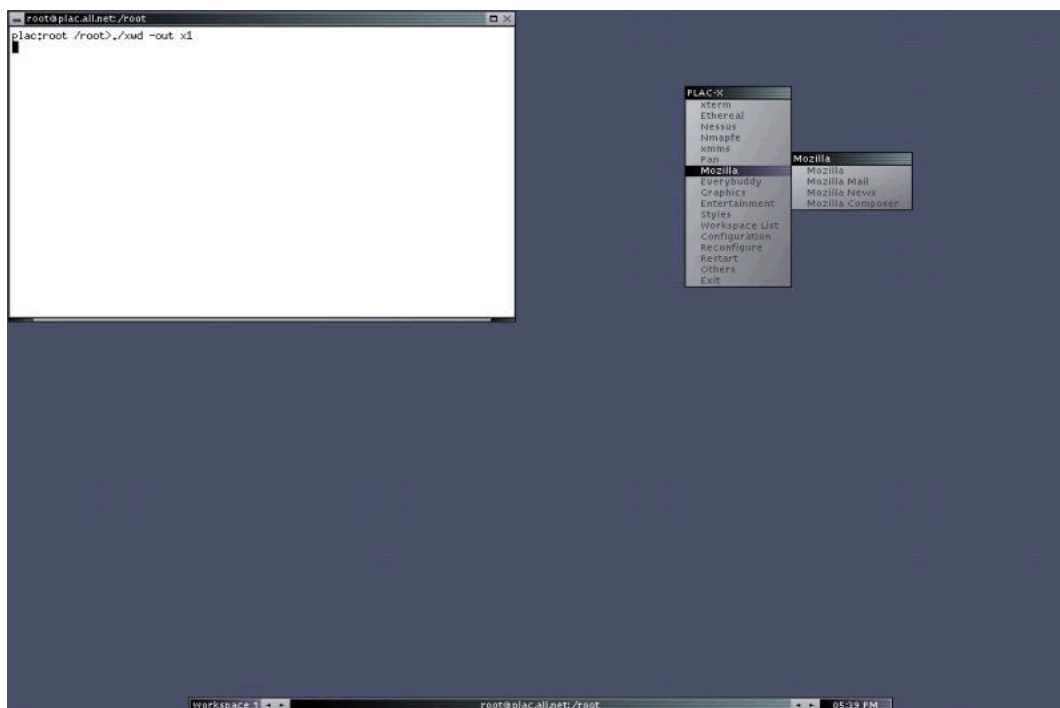 root@plac.all.net:/root
plac:root /root>./xwd -out x1
PLAC-X
xterm
Ethereal
Nessus
Nmapfe
xmms
Pan
Mozilla
Everybuddy
Graphics
Entertainment
Styles
Workspace List
Configuration
Reconfigure
Restart
Others
Exit
Mozilla
Mozilla
Mozilla Mail
Mozilla News
Mozilla Composer
Workspace 1 root@plac.all.net:/root 05:39 PM